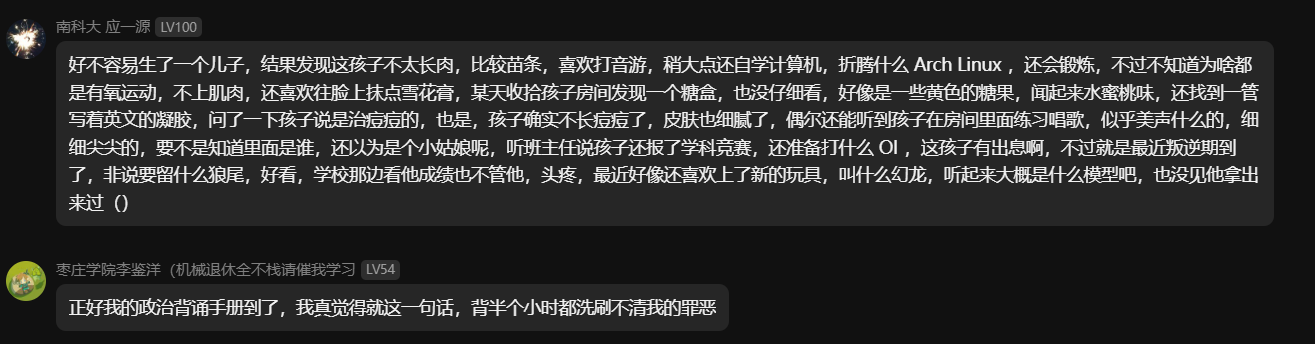 南科大 应一源 LV100
好不容易生了一个儿子，结果发现这孩子不太长肉，比较苗条，喜欢打音游，稍大点还自学计算机，折腾什么 Arch Linux ，还会锻炼，不过不知道为啥都
是有氧运动，不上肌肉，还喜欢往脸上抹点雪花膏，某天收拾孩子房间发现一个糖盒，也没仔细看，好像是一些黄色的糖果，闻起来水蜜桃味，还找到一管
写着英文的凝胶，问了一下孩子说是治痘痘的，也是，孩子确实不长痘痘了，皮肤也细腻了，偶尔还能听到孩子在房间里面练习唱歌，似乎美声什么的，细
细尖尖的，要不是知道里面是谁，还以为是个小姑娘呢，听班主任说孩子还报了学科竞赛，还准备打什么 OI ，这孩子有出息啊，不过就是最近叛逆期到
了，非说要留什么狼尾，好看，学校那边看他成绩也不管他，头疼，最近好像还喜欢上了新的玩具，叫什么幻龙，听起来大概是什么模型吧，也没见他拿出
来过（）
枣庄学院李鉴洋（机械退休全不栈请催我学习 LV54
正好我的政治背诵手册到了，我真觉得就这一句话，背半个小时都洗刷不清我的罪恶